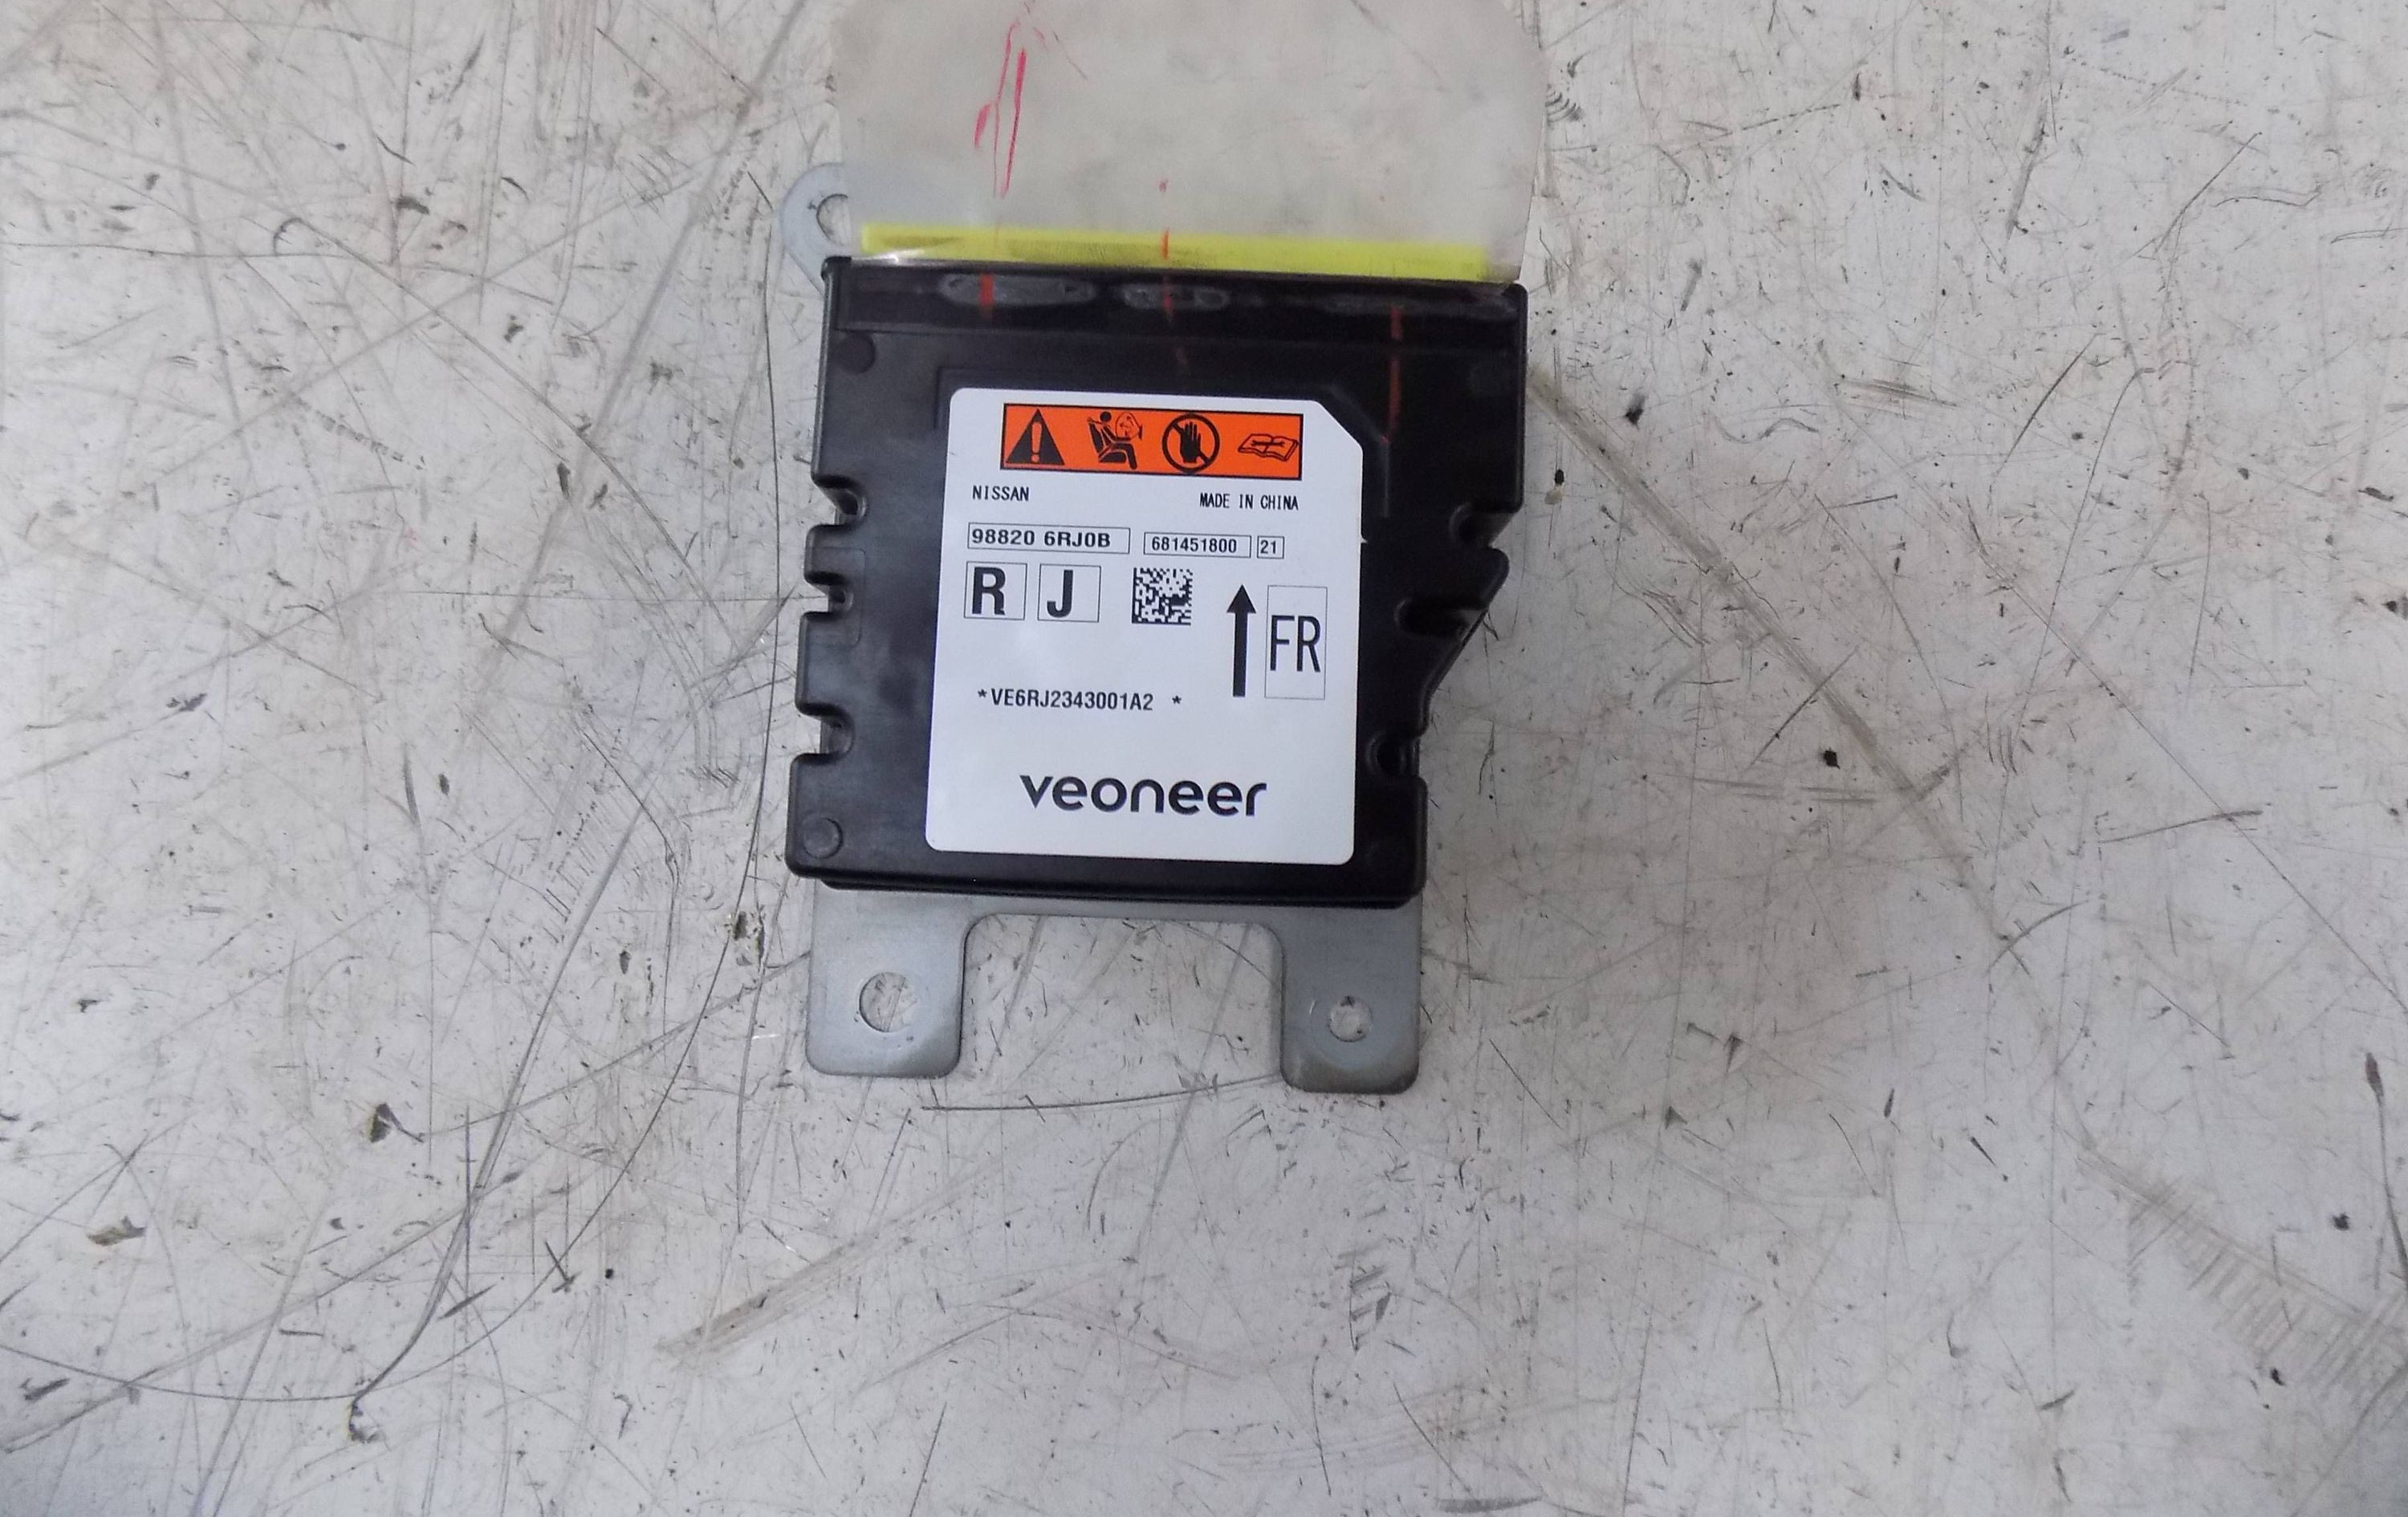 NISSAN MADE IN CHINA
98820 6RJ0B 681451800 21
R J
FR
*VE6RJ2343001A2 *
veoneer